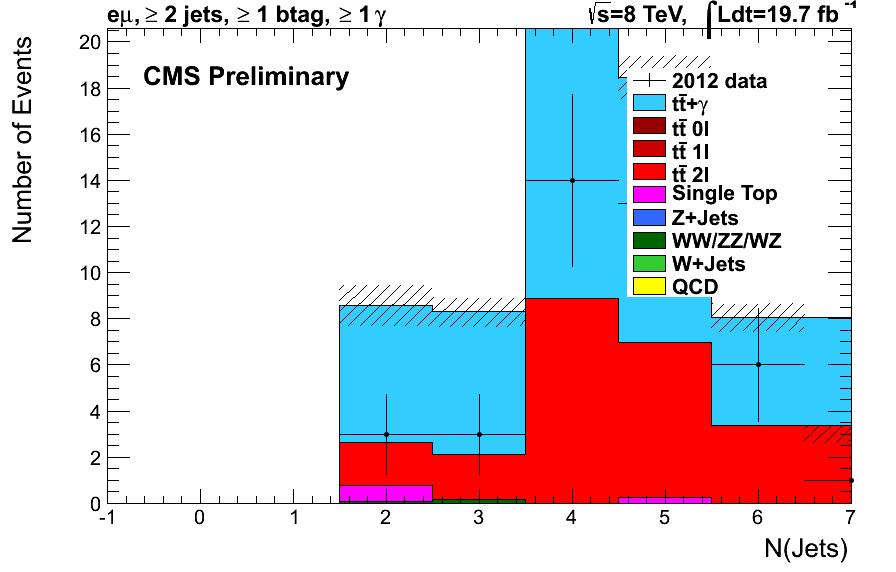 eμ, ≥ 2 jets, ≥ 1 btag, ≥ 1 γ
√s=8 TeV, ∫Ldt=19.7 fb⁻¹
CMS Preliminary
Number of Events
20
18
16
14
12
10
8
6
4
2
0
2012 data
tt̄+γ
tt̄ 0l
tt̄ 1l
tt̄ 2l
Single Top
Z+Jets
WW/ZZ/WZ
W+Jets
QCD
-1 0 1 2 3 4 5 6 7
N(Jets)